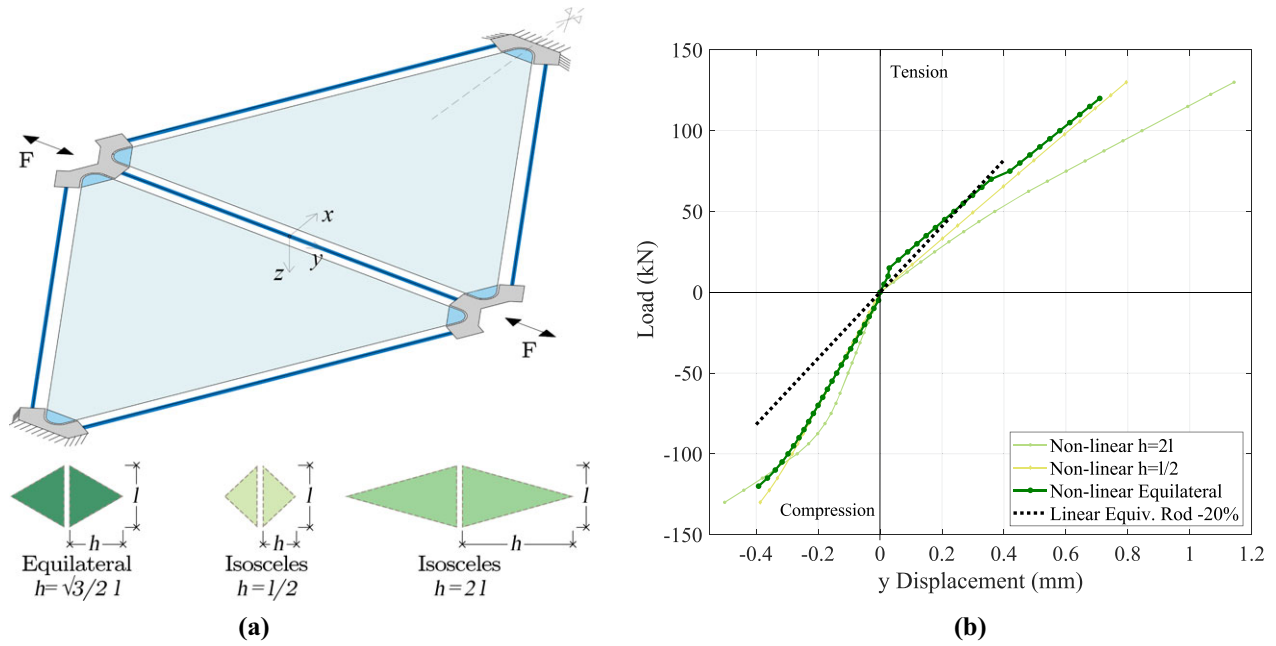 F
x
y
z
F
l
h
Equilateral
h=√3/2 l
l
h
Isosceles
h=l/2
l
h
Isosceles
h=2l
(a)
150
100
50
0
-50
-100
-150
-0.4
-0.2
0
0.2
0.4
0.6
0.8
1
1.2
Load (kN)
y Displacement (mm)
Tension
Compression
Non-linear h=2l
Non-linear h=l/2
Non-linear Equilateral
Linear Equiv. Rod -20%
(b)